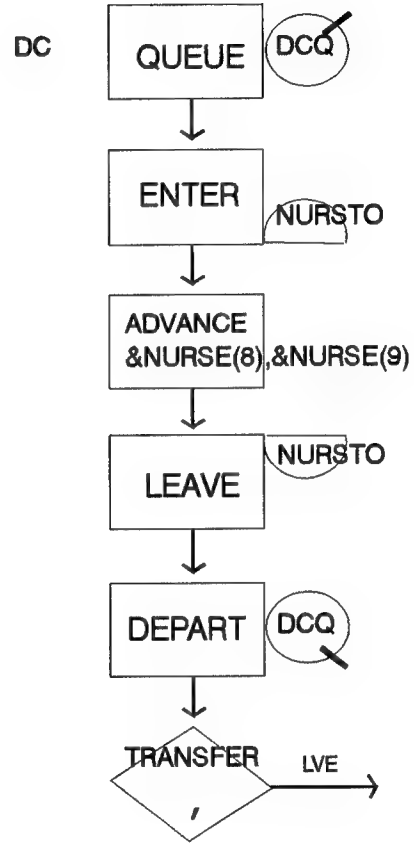 DC
QUEUE
DCQ
ENTER
NURSTO
ADVANCE
&NURSE(8),&NURSE(9)
NURSTO
LEAVE
DEPART
DCQ
TRANSFER
LVE
,